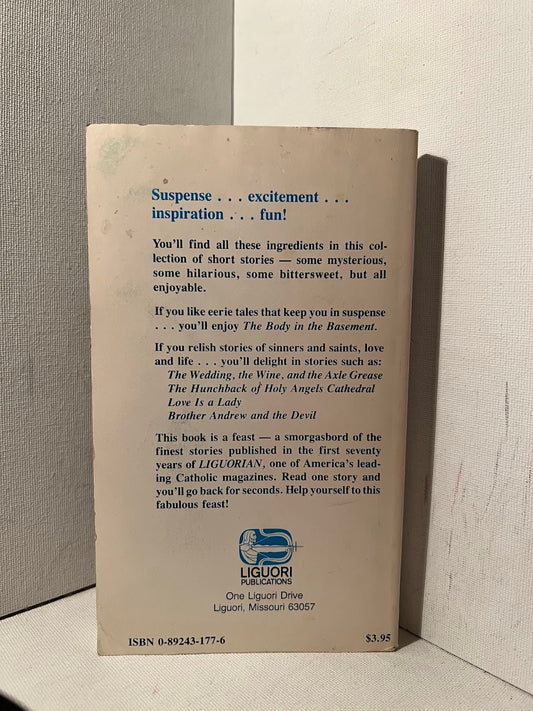 Suspense . . . excitement . . .
inspiration . . . fun!
You'll find all these ingredients in this col-
lection of short stories — some mysterious,
some hilarious, some bittersweet, but all
enjoyable.
If you like eerie tales that keep you in suspense
. . . you'll enjoy The Body in the Basement.
If you relish stories of sinners and saints, love
and life . . . you'll delight in stories such as:
The Wedding, the Wine, and the Axle Grease
The Hunchback of Holy Angels Cathedral
Love Is a Lady
Brother Andrew and the Devil
This book is a feast — a smorgasbord of the
finest stories published in the first seventy
years of LIGUORIAN, one of America's lead-
ing Catholic magazines. Read one story and
you'll go back for seconds. Help yourself to this
fabulous feast!
LIGUORI
PUBLICATIONS
One Liguori Drive
Liguori, Missouri 63057
ISBN 0-89243-177-6
$3.95